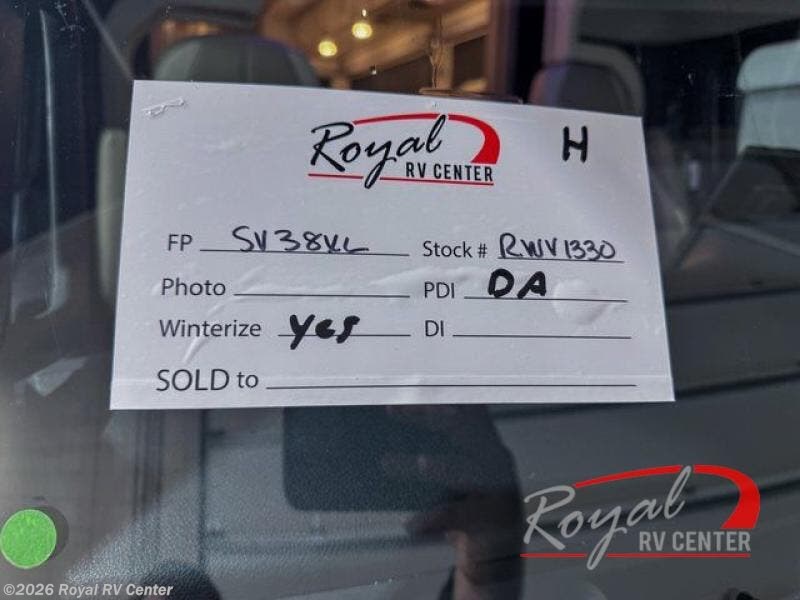 Royal
RV CENTER
H
FP SV38VL Stock # RWV1330
Photo PDI DA
Winterize yes DI
SOLD to
Royal
RV CENTER
©2026 Royal RV Center